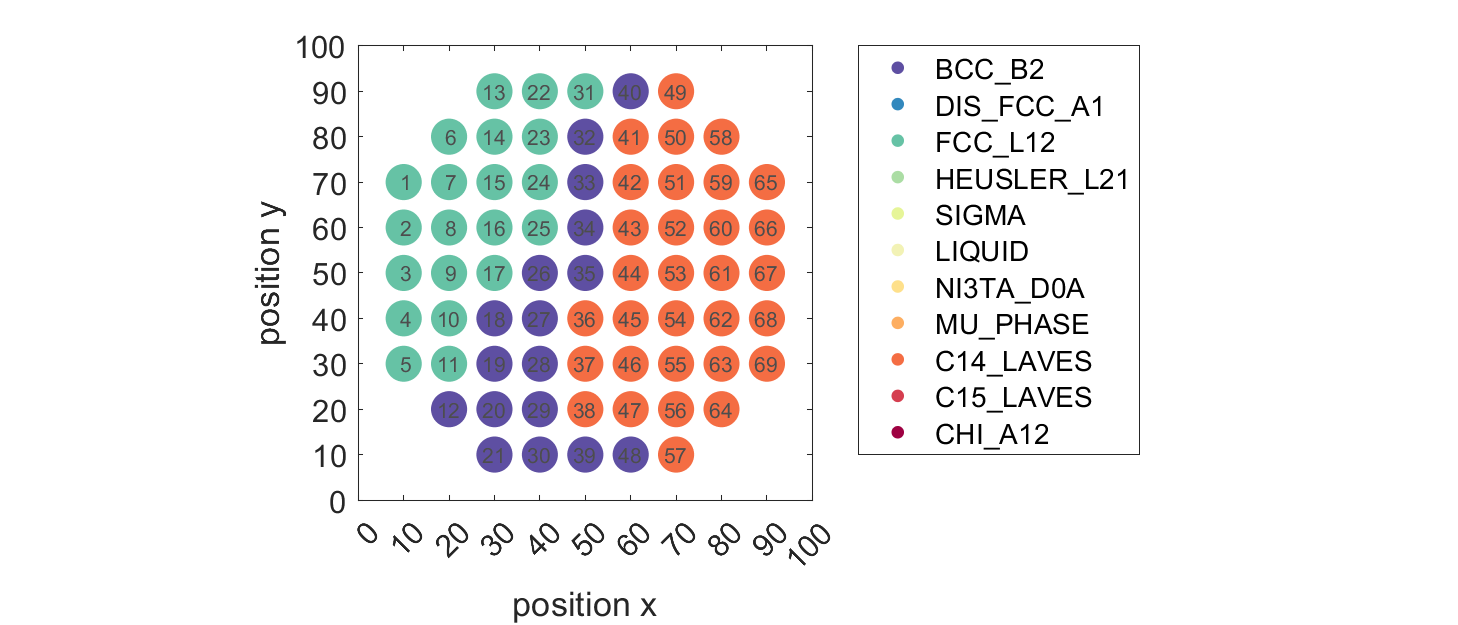 100
90
80
70
60
50
40
30
20
10
0
position y
13 22 31 40 49
6 14 23 32 41 50 58
1 7 15 24 33 42 51 59 65
2 8 16 25 34 43 52 60 66
3 9 17 26 35 44 53 61 67
4 10 18 27 36 45 54 62 68
5 11 19 28 37 46 55 63 69
12 20 29 38 47 56 64
21 30 39 48 57
0 10 20 30 40 50 60 70 80 90 100
position x
BCC_B2
DIS_FCC_A1
FCC_L12
HEUSLER_L21
SIGMA
LIQUID
NI3TA_D0A
MU_PHASE
C14_LAVES
C15_LAVES
CHI_A12